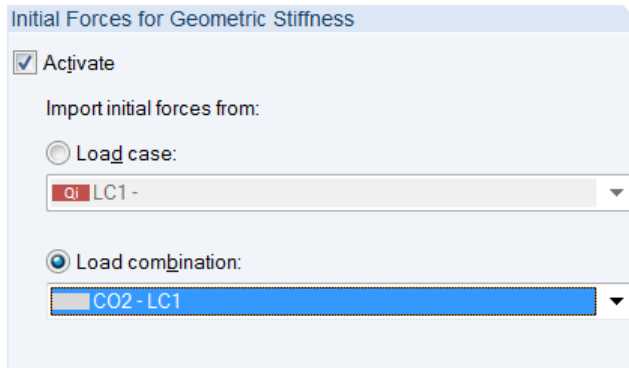 Initial Forces for Geometric Stiffness
Activate
Import initial forces from:
Load case:
Qi LC1 -
Load combination:
CO2 - LC1